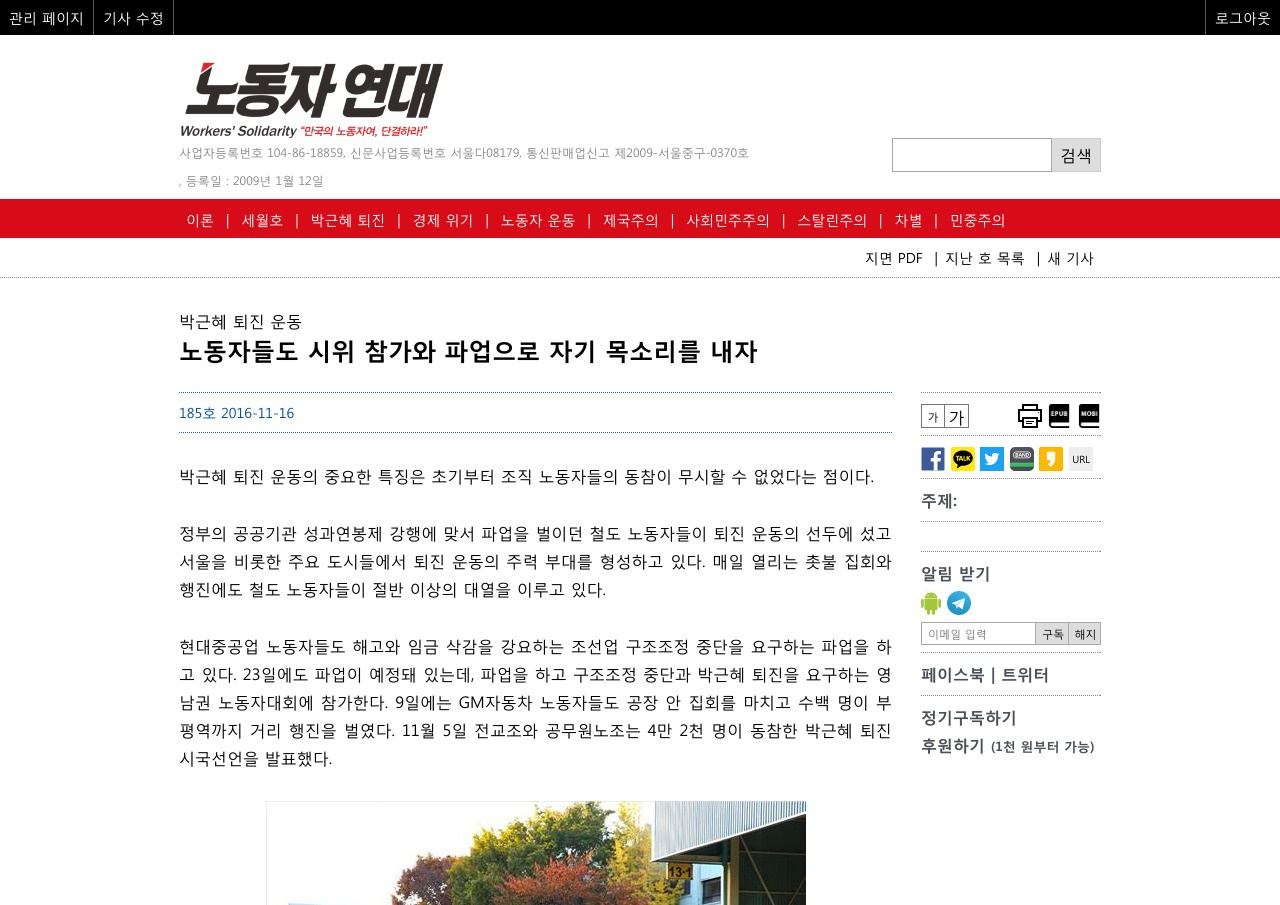 관리 페이지 기사 수정 로그아웃
노동자 연대
Workers' Solidarity "만국의 노동자여, 단결하라!"
사업자등록번호 104-86-18859, 신문사업등록번호 서울다08179, 통신판매업신고 제2009-서울중구-0370호
, 등록일 : 2009년 1월 12일
검색
이론 | 세월호 | 박근혜 퇴진 | 경제 위기 | 노동자 운동 | 제국주의 | 사회민주주의 | 스탈린주의 | 차별 | 민중주의
지면 PDF | 지난 호 목록 | 새 기사
박근혜 퇴진 운동
노동자들도 시위 참가와 파업으로 자기 목소리를 내자
185호 2016-11-16
박근혜 퇴진 운동의 중요한 특징은 초기부터 조직 노동자들의 동참이 무시할 수 없었다는 점이다.
정부의 공공기관 성과연봉제 강행에 맞서 파업을 벌이던 철도 노동자들이 퇴진 운동의 선두에 섰고
서울을 비롯한 주요 도시들에서 퇴진 운동의 주력 부대를 형성하고 있다. 매일 열리는 촛불 집회와
행진에도 철도 노동자들이 절반 이상의 대열을 이루고 있다.
현대중공업 노동자들도 해고와 임금 삭감을 강요하는 조선업 구조조정 중단을 요구하는 파업을 하
고 있다. 23일에도 파업이 예정돼 있는데, 파업을 하고 구조조정 중단과 박근혜 퇴진을 요구하는 영
남권 노동자대회에 참가한다. 9일에는 GM자동차 노동자들도 공장 안 집회를 마치고 수백 명이 부
평역까지 거리 행진을 벌였다. 11월 5일 전교조와 공무원노조는 4만 2천 명이 동참한 박근혜 퇴진
시국선언을 발표했다.
13-1
가 가 EPUB MOBI
TALK BAND URL
주제:
알림 받기
이메일 입력 구독 해지
페이스북 | 트위터
정기구독하기
후원하기 (1천 원부터 가능)